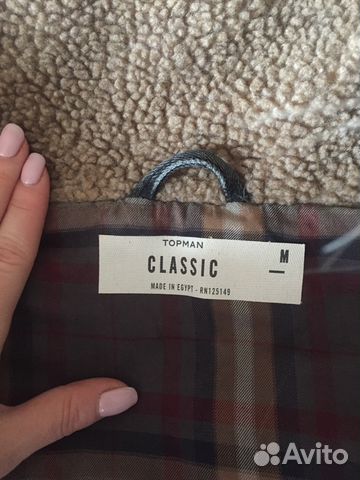 TOPMAN
CLASSIC
M
MADE IN EGYPT - RN125149
Avito